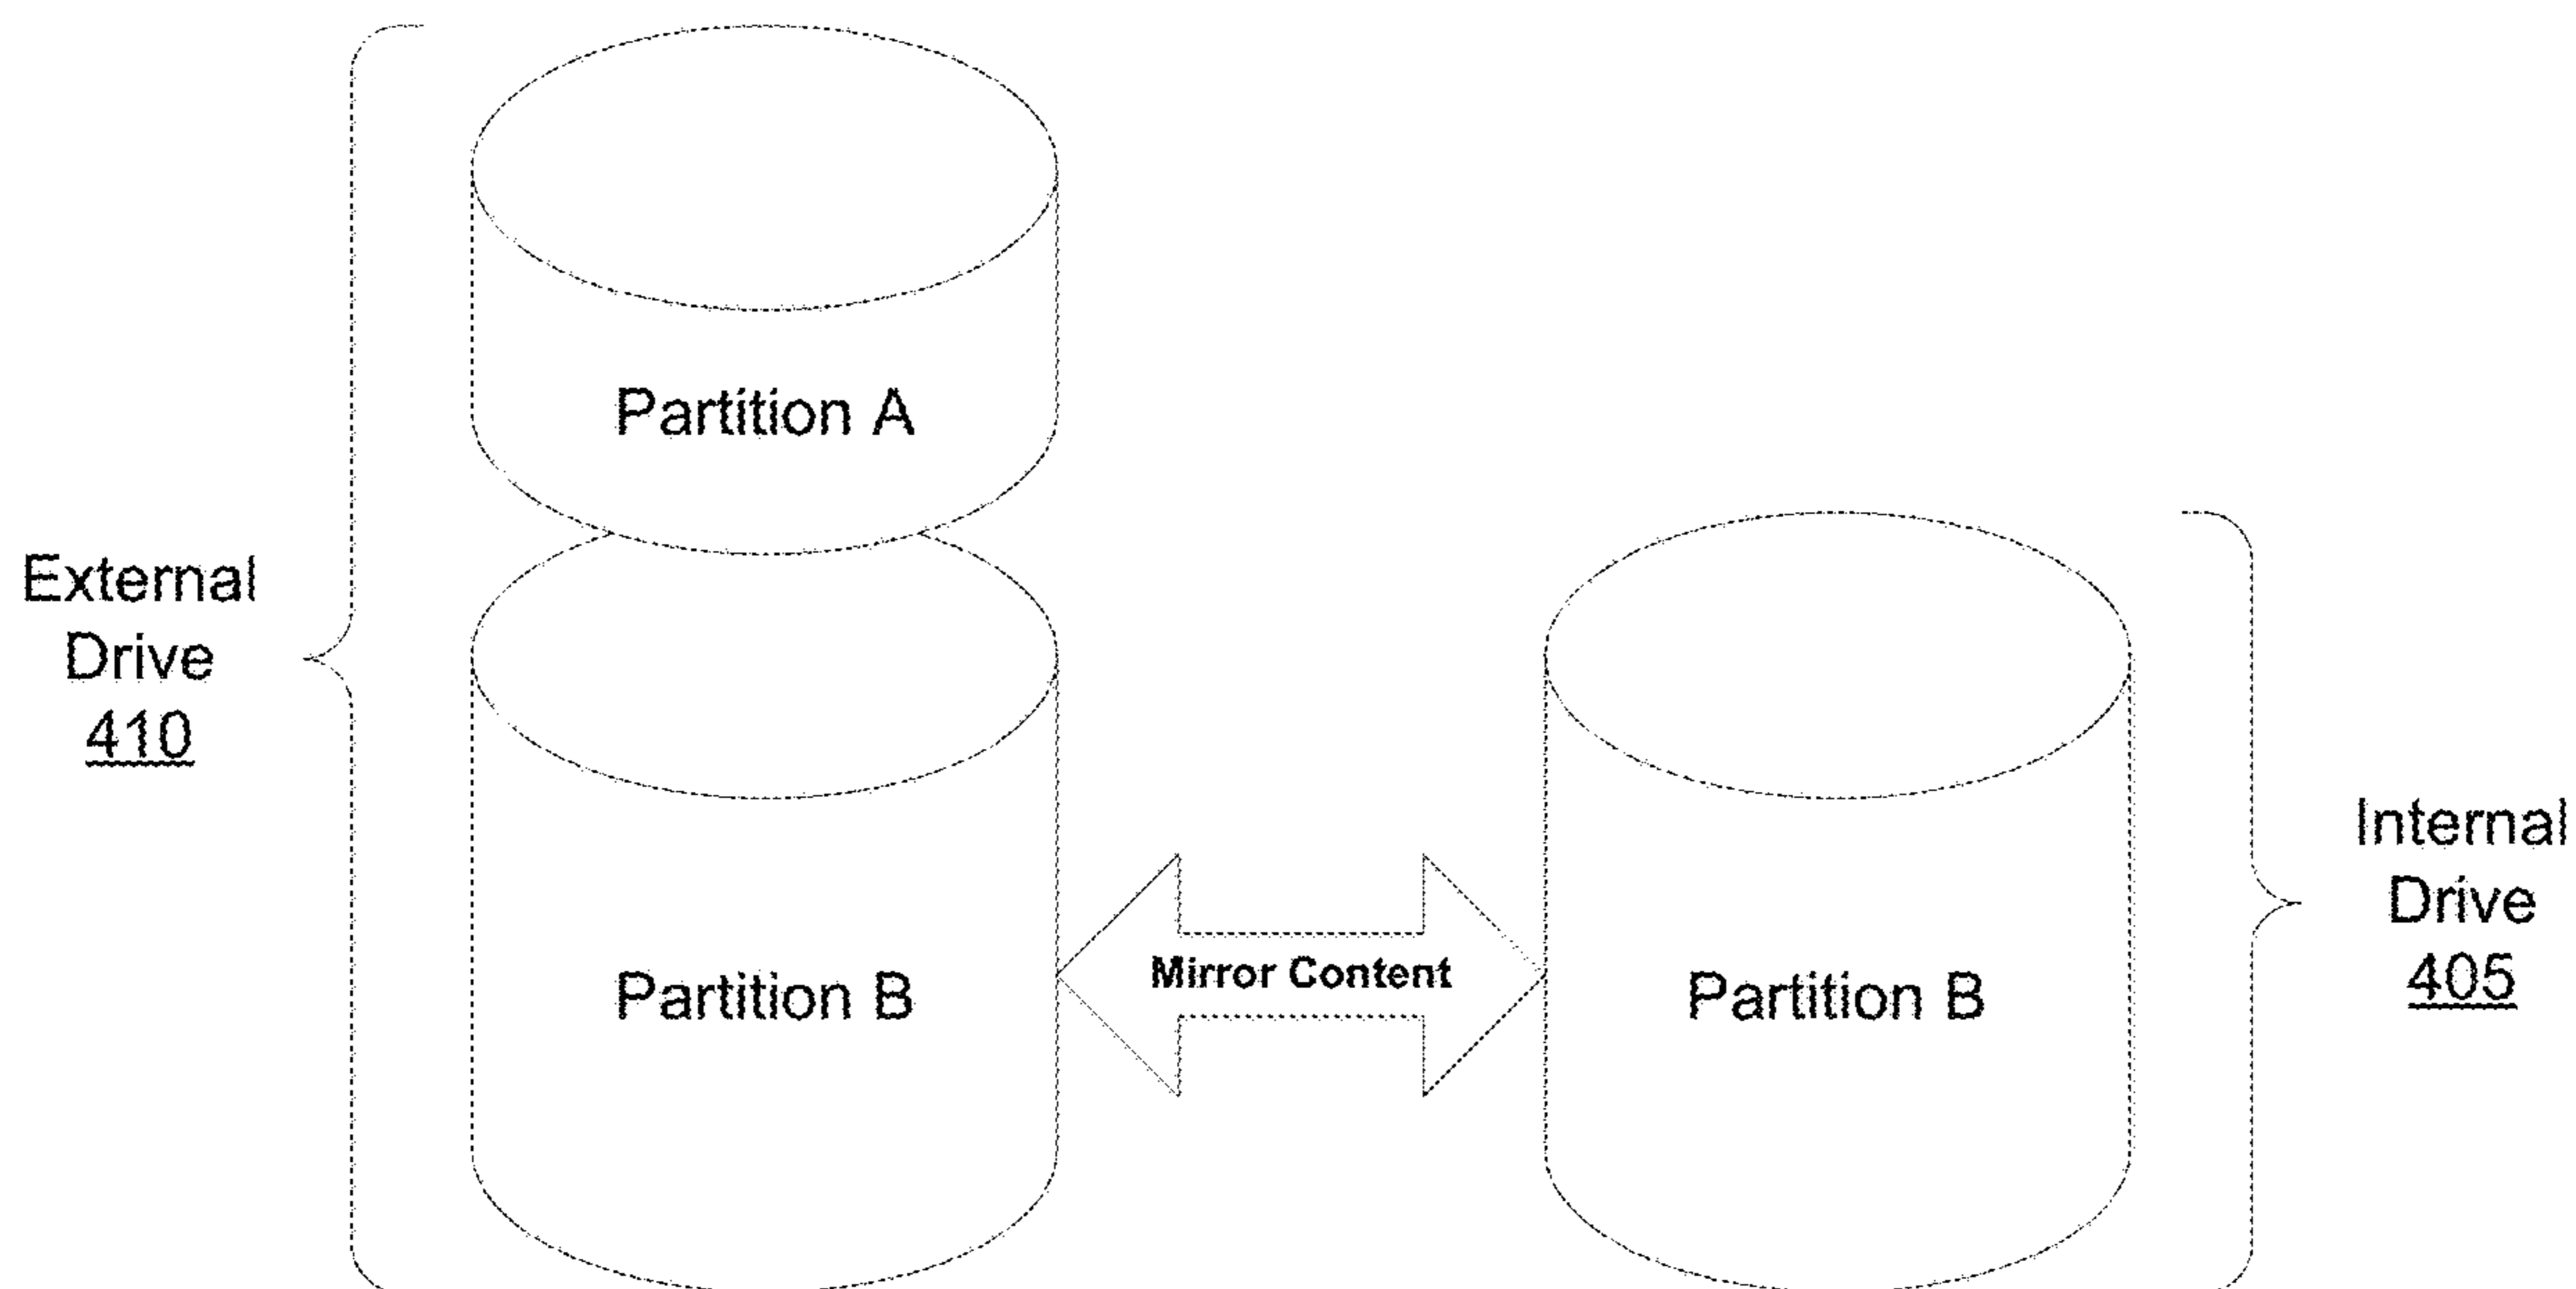 External
Drive
410
Partition A
Partition B
Mirror Content
Partition B
Internal
Drive
405